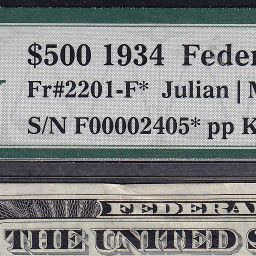 $500 1934 Feder
Fr#2201-F* Julian | M
S/N F00002405* pp K
FEDERA
THE UNITED S